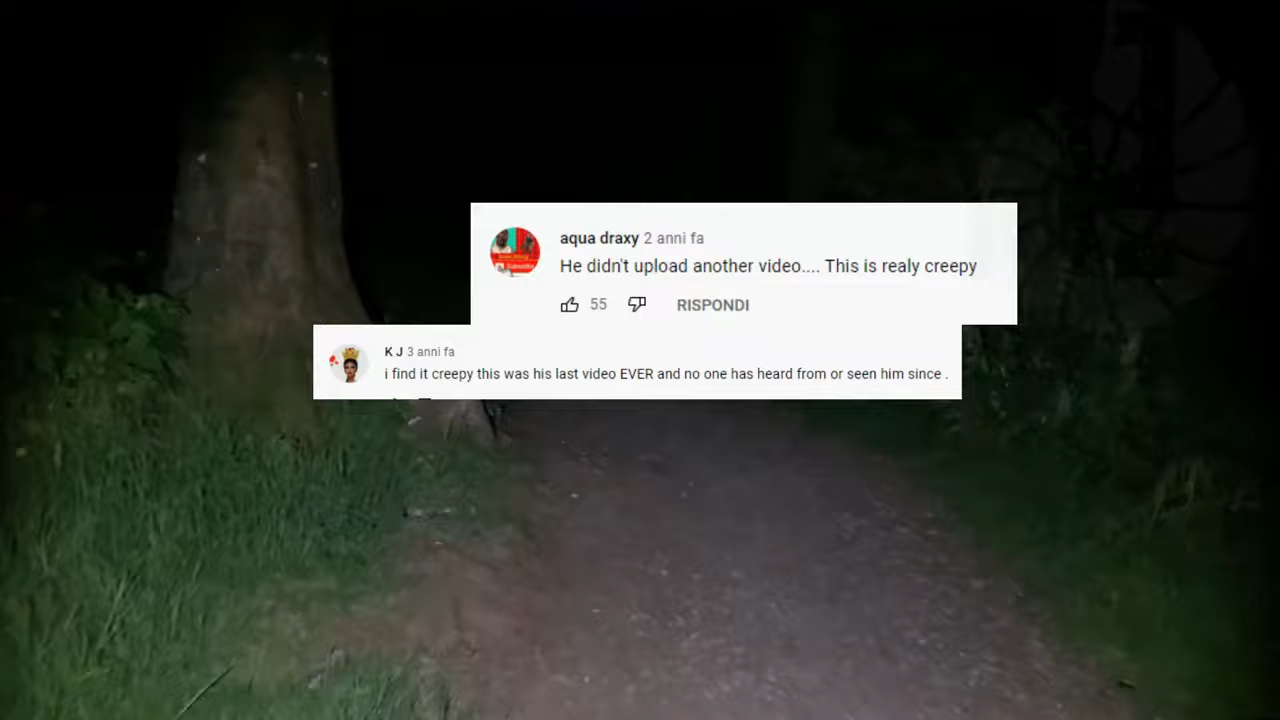 aqua draxy 2 anni fa
He didn't upload another video.... This is realy creepy
55 RISPONDI
K J 3 anni fa
i find it creepy this was his last video EVER and no one has heard from or seen him since .